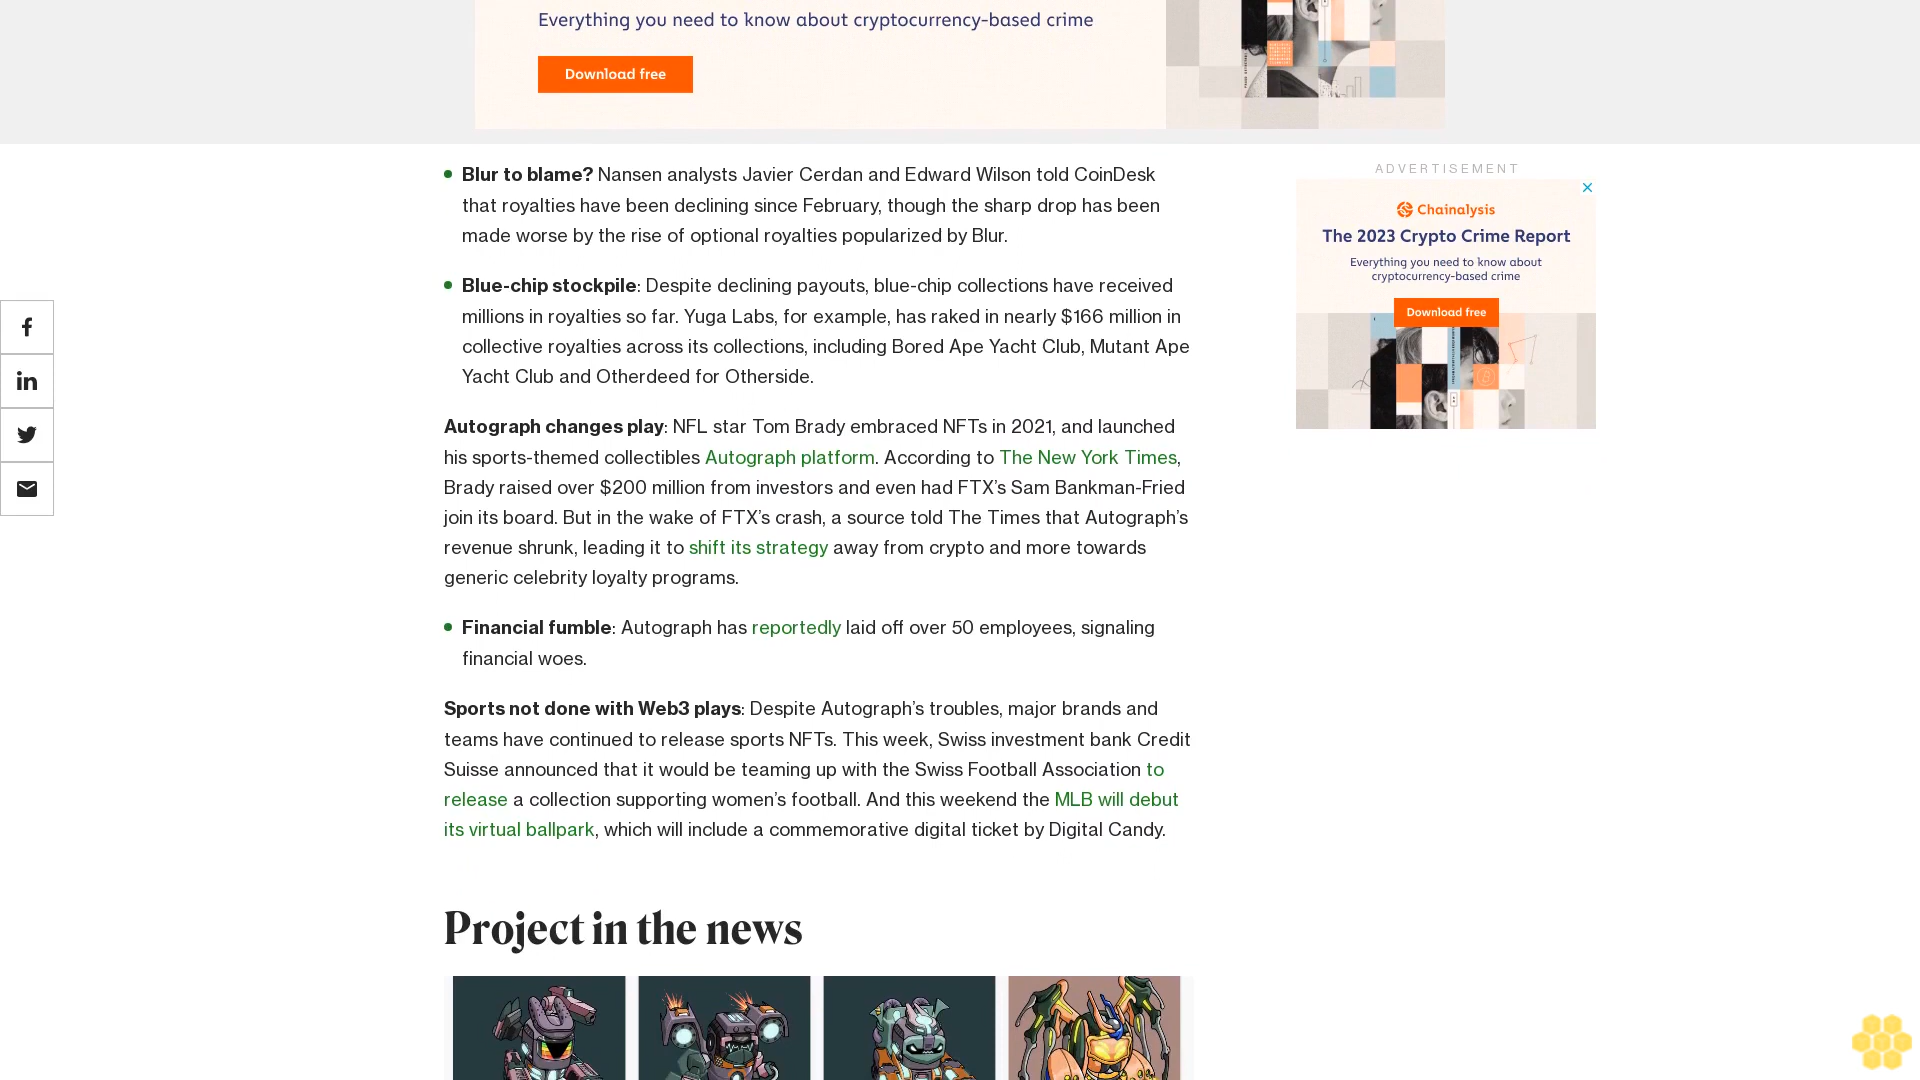 Everything you need to know about cryptocurrency-based crime
Download free
Blur to blame? Nansen analysts Javier Cerdan and Edward Wilson told CoinDesk
that royalties have been declining since February, though the sharp drop has been
made worse by the rise of optional royalties popularized by Blur.
Blue-chip stockpile: Despite declining payouts, blue-chip collections have received
millions in royalties so far. Yuga Labs, for example, has raked in nearly $166 million in
collective royalties across its collections, including Bored Ape Yacht Club, Mutant Ape
Yacht Club and Otherdeed for Otherside.
Autograph changes play: NFL star Tom Brady embraced NFTs in 2021, and launched
his sports-themed collectibles Autograph platform. According to The New York Times,
Brady raised over $200 million from investors and even had FTX’s Sam Bankman-Fried
join its board. But in the wake of FTX’s crash, a source told The Times that Autograph’s
revenue shrunk, leading it to shift its strategy away from crypto and more towards
generic celebrity loyalty programs.
Financial fumble: Autograph has reportedly laid off over 50 employees, signaling
financial woes.
Sports not done with Web3 plays: Despite Autograph’s troubles, major brands and
teams have continued to release sports NFTs. This week, Swiss investment bank Credit
Suisse announced that it would be teaming up with the Swiss Football Association to
release a collection supporting women’s football. And this weekend the MLB will debut
its virtual ballpark, which will include a commemorative digital ticket by Digital Candy.
Project in the news
ADVERTISEMENT
Chainalysis
The 2023 Crypto Crime Report
Everything you need to know about
cryptocurrency-based crime
Download free